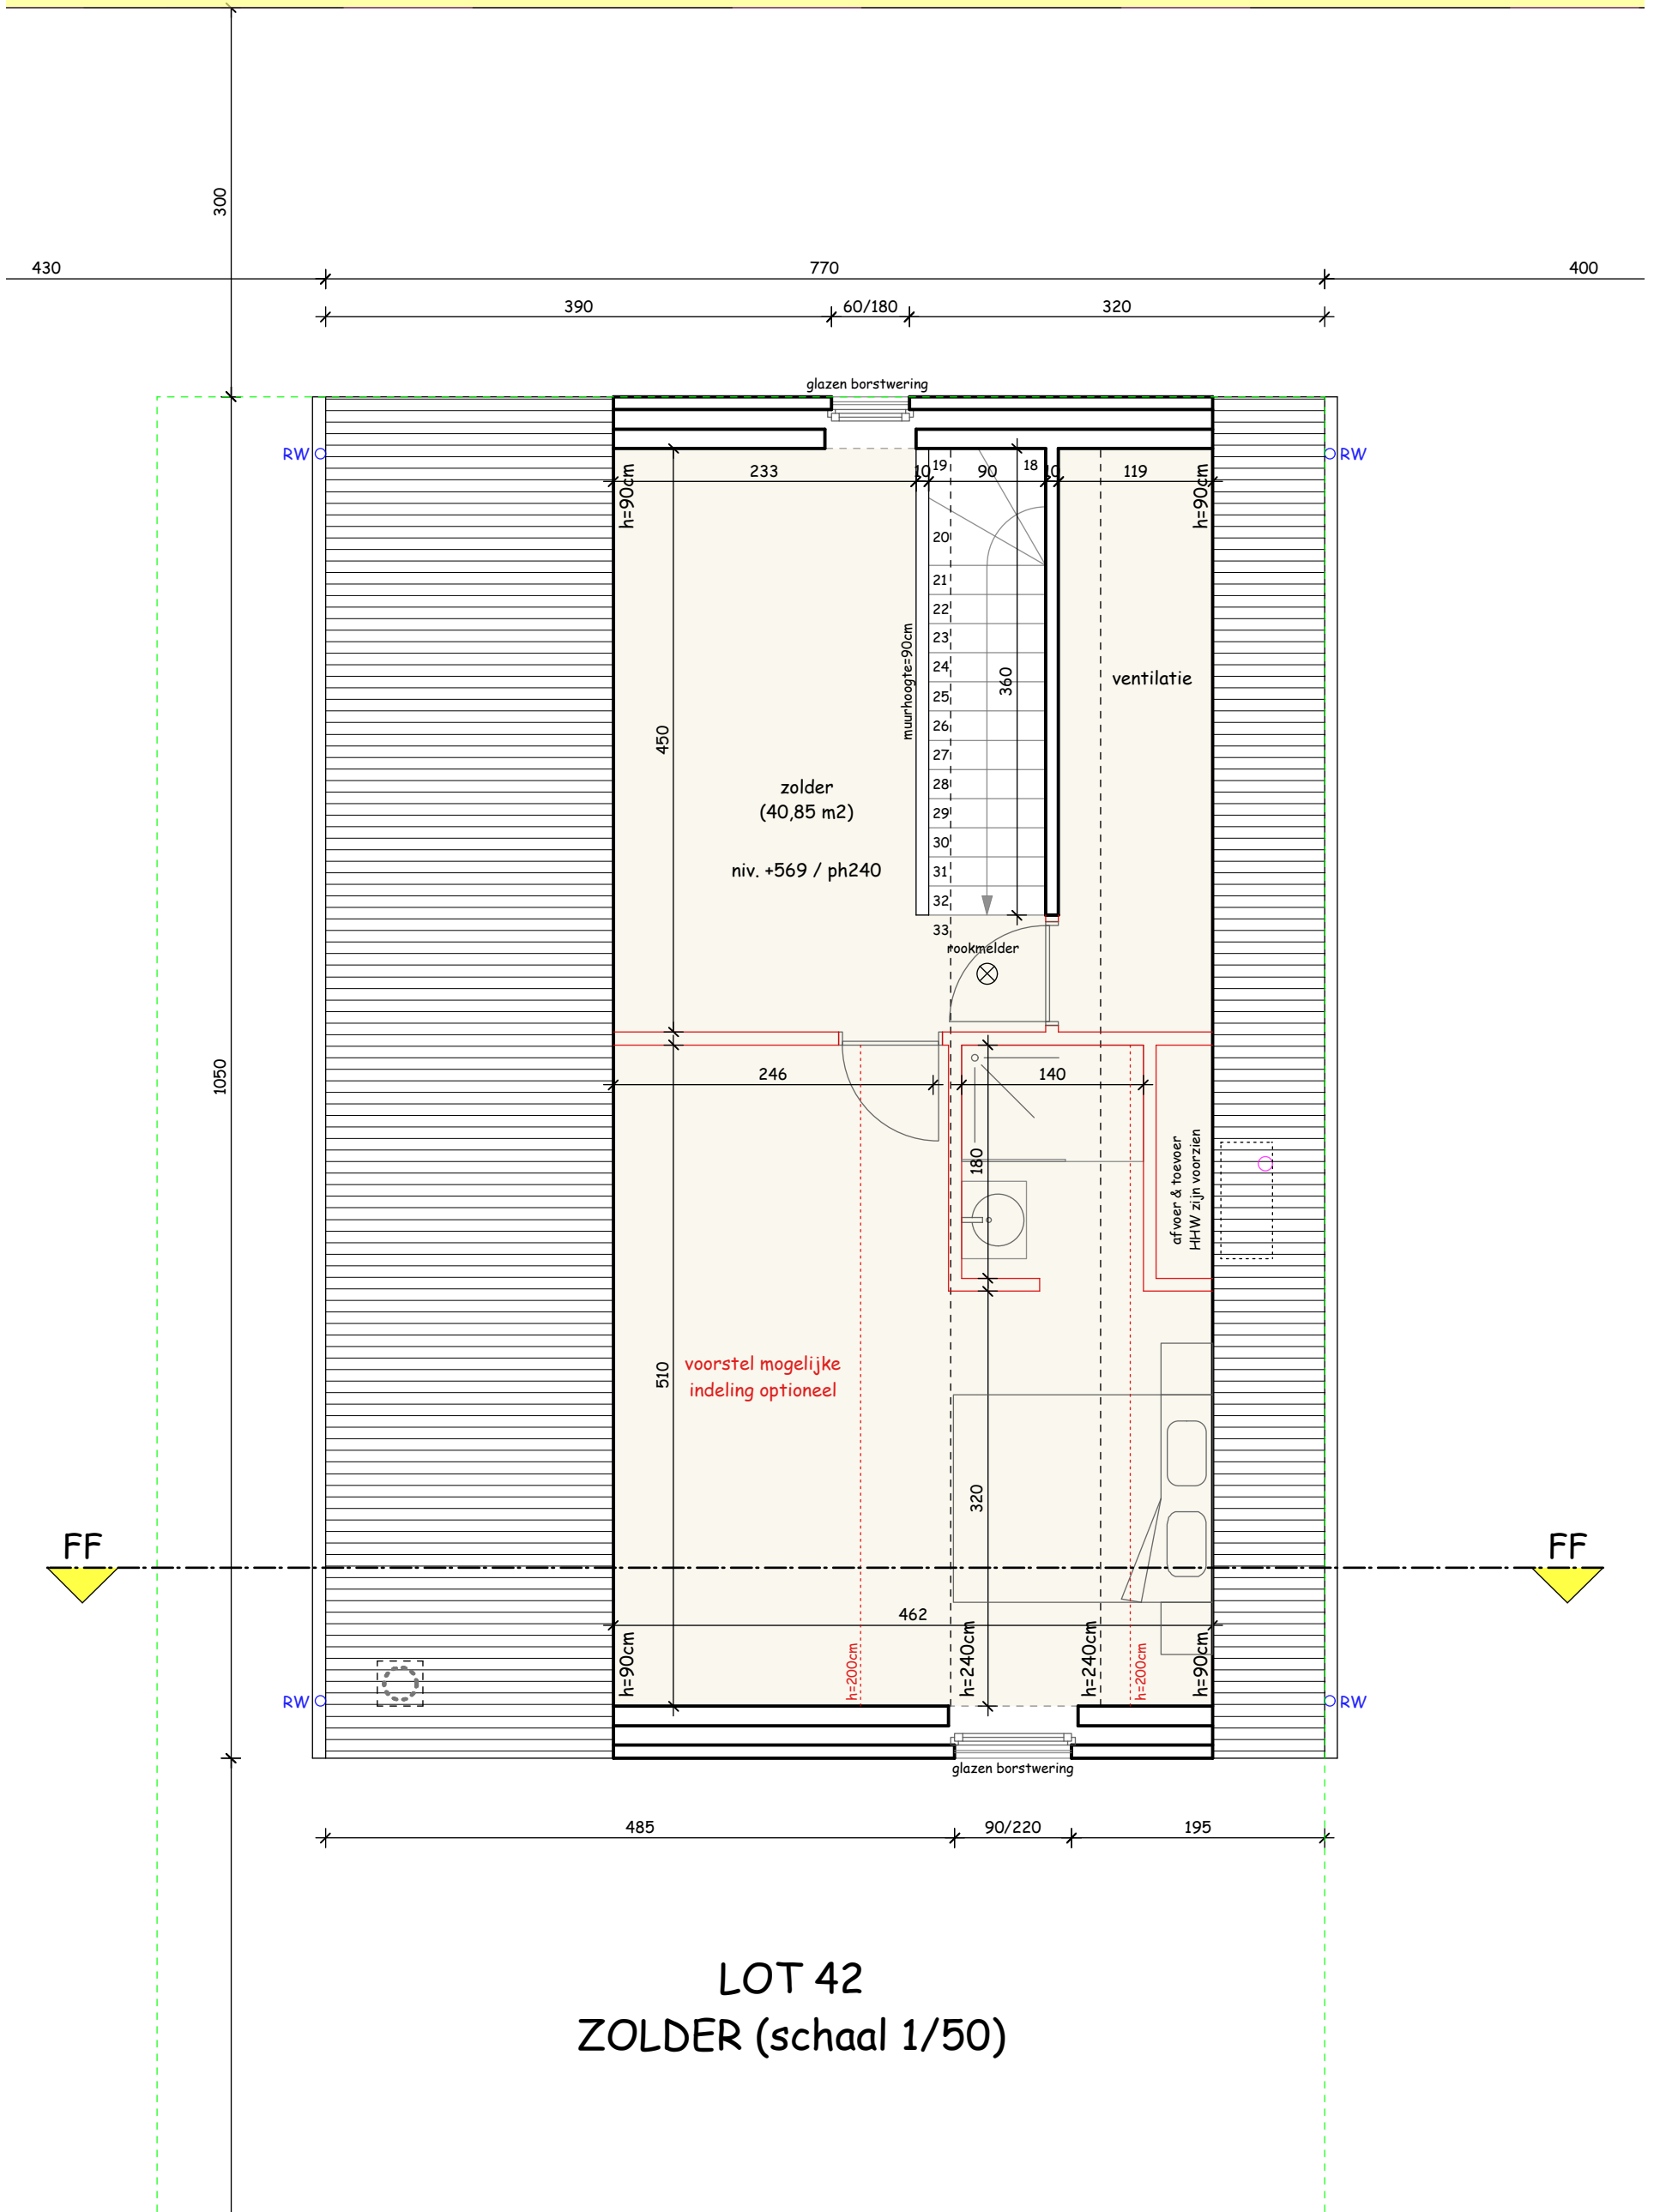 300
430
770
400
390
60/180
320
glazen borstwering
RW
RW
h=90cm
233
10
19
90
18
10
119
h=90cm
20
21
22
23
24
25
26
27
28
29
30
31
32
33
muurhoogte=90cm
360
ventilatie
450
zolder
(40,85 m2)
niv. +569 / ph240
rookmelder
1050
246
140
180
afvoer & toevoer
HHW zijn voorzien
510
voorstel mogelijke
indeling optioneel
320
FF
FF
462
h=90cm
h=200cm
h=240cm
h=240cm
h=200cm
h=90cm
RW
RW
glazen borstwering
485
90/220
195
LOT 42
ZOLDER (schaal 1/50)